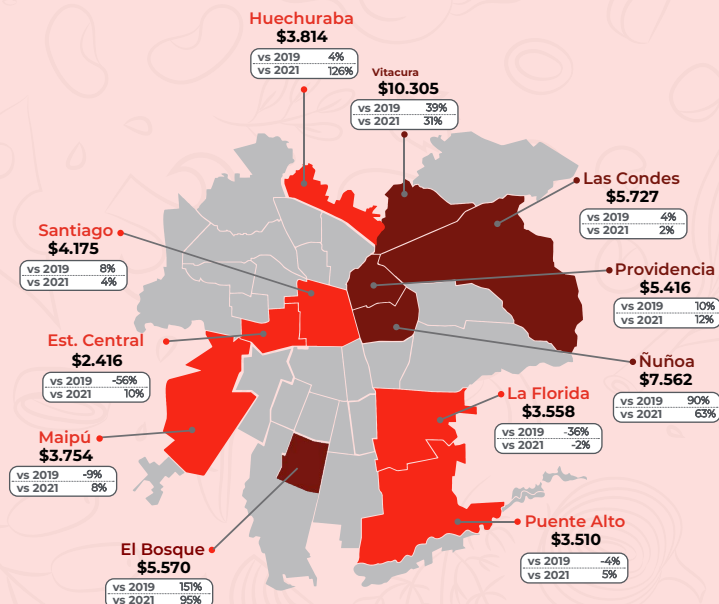 Huechuraba
$3.814
vs 2019 4%
vs 2021 126%
Vitacura
$10.305
vs 2019 39%
vs 2021 31%
Las Condes
$5.727
vs 2019 4%
vs 2021 2%
Santiago
$4.175
vs 2019 8%
vs 2021 4%
Providencia
$5.416
vs 2019 10%
vs 2021 12%
Est. Central
$2.416
vs 2019 -56%
vs 2021 10%
Ñuñoa
$7.562
vs 2019 90%
vs 2021 63%
La Florida
$3.558
vs 2019 -36%
vs 2021 -2%
Maipú
$3.754
vs 2019 -9%
vs 2021 8%
Puente Alto
$3.510
vs 2019 -4%
vs 2021 5%
El Bosque
$5.570
vs 2019 151%
vs 2021 95%